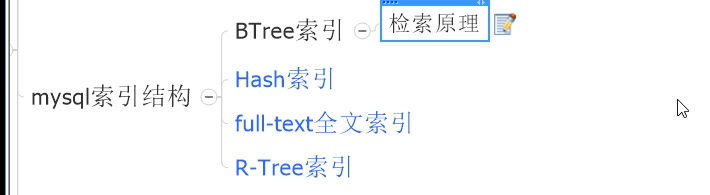 BTree索引
检索原理
Hash索引
mysql索引结构
full-text全文索引
R-Tree索引